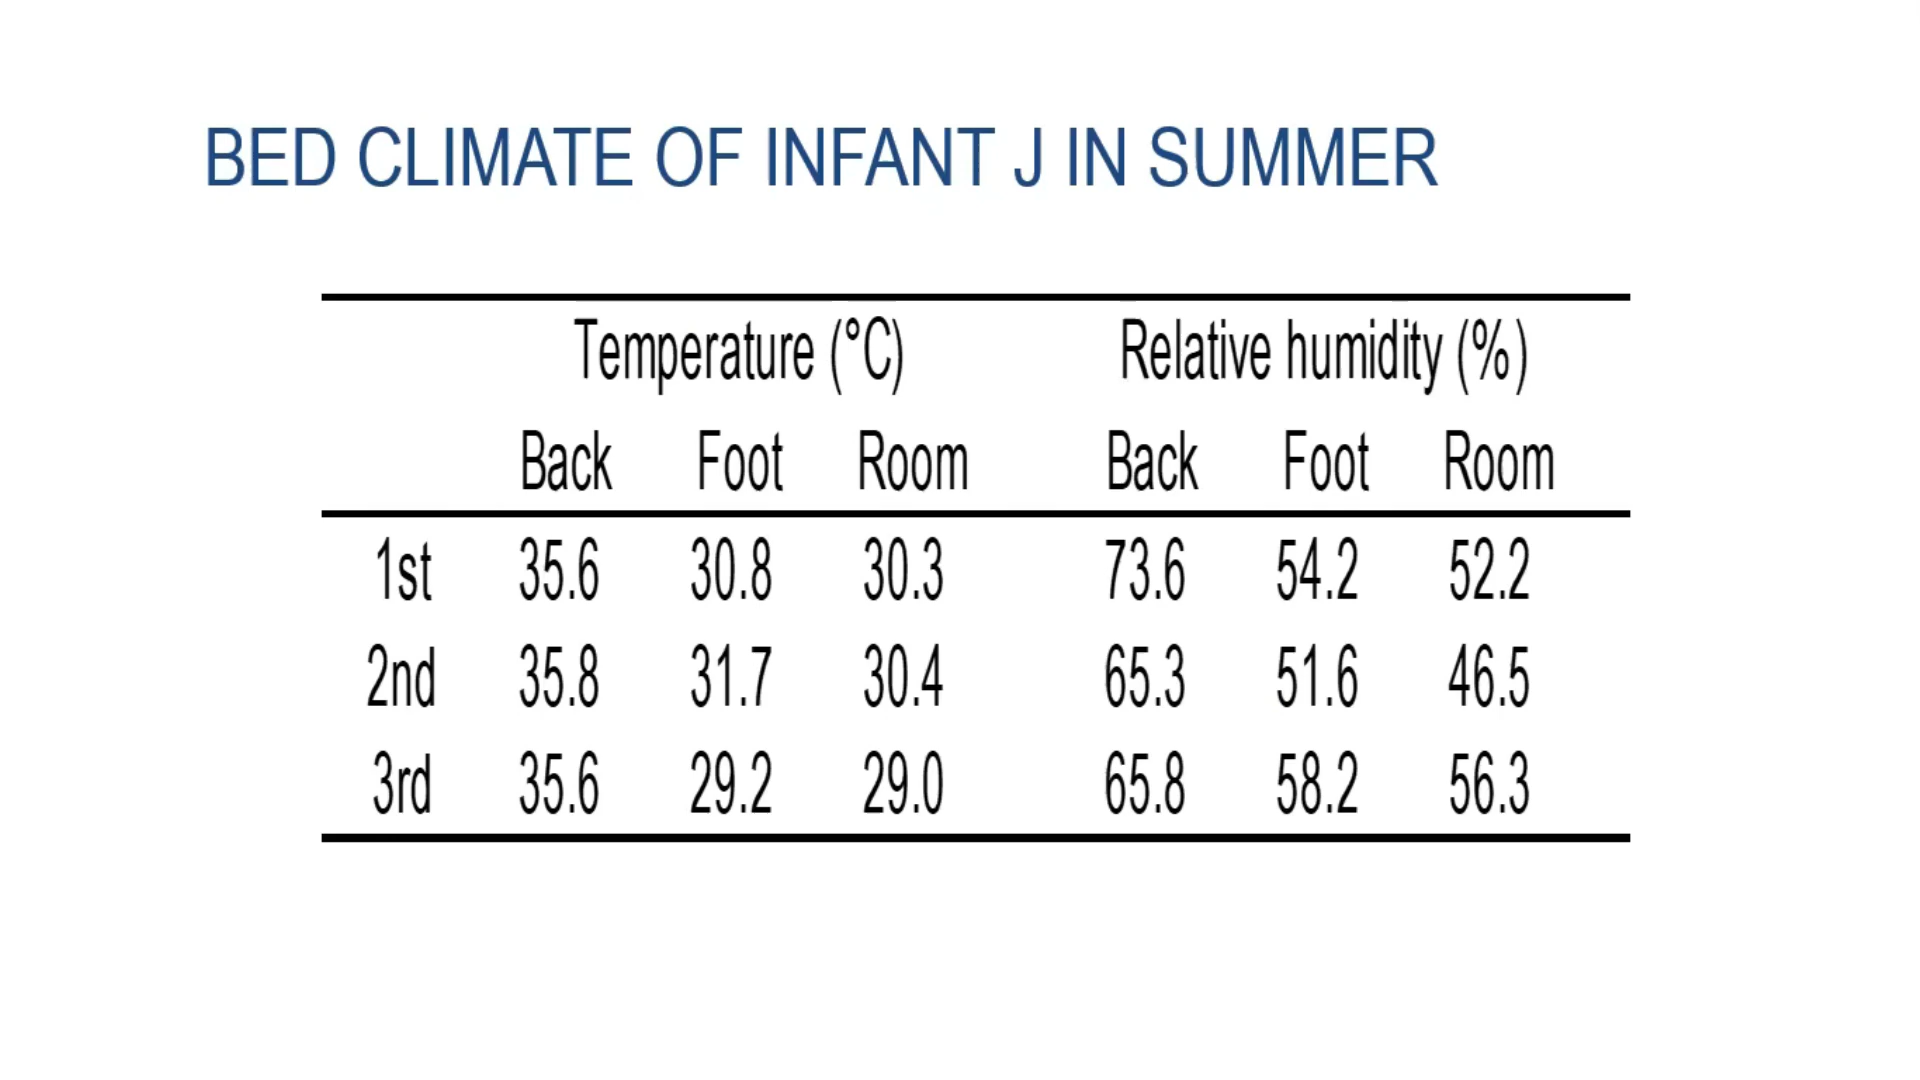 BED CLIMATE OF INFANT J IN SUMMER
Temperature (°C) Relative humidity (%)
Back Foot Room Back Foot Room
1st 35.6 30.8 30.3 73.6 54.2 52.2
2nd 35.8 31.7 30.4 65.3 51.6 46.5
3rd 35.6 29.2 29.0 65.8 58.2 56.3